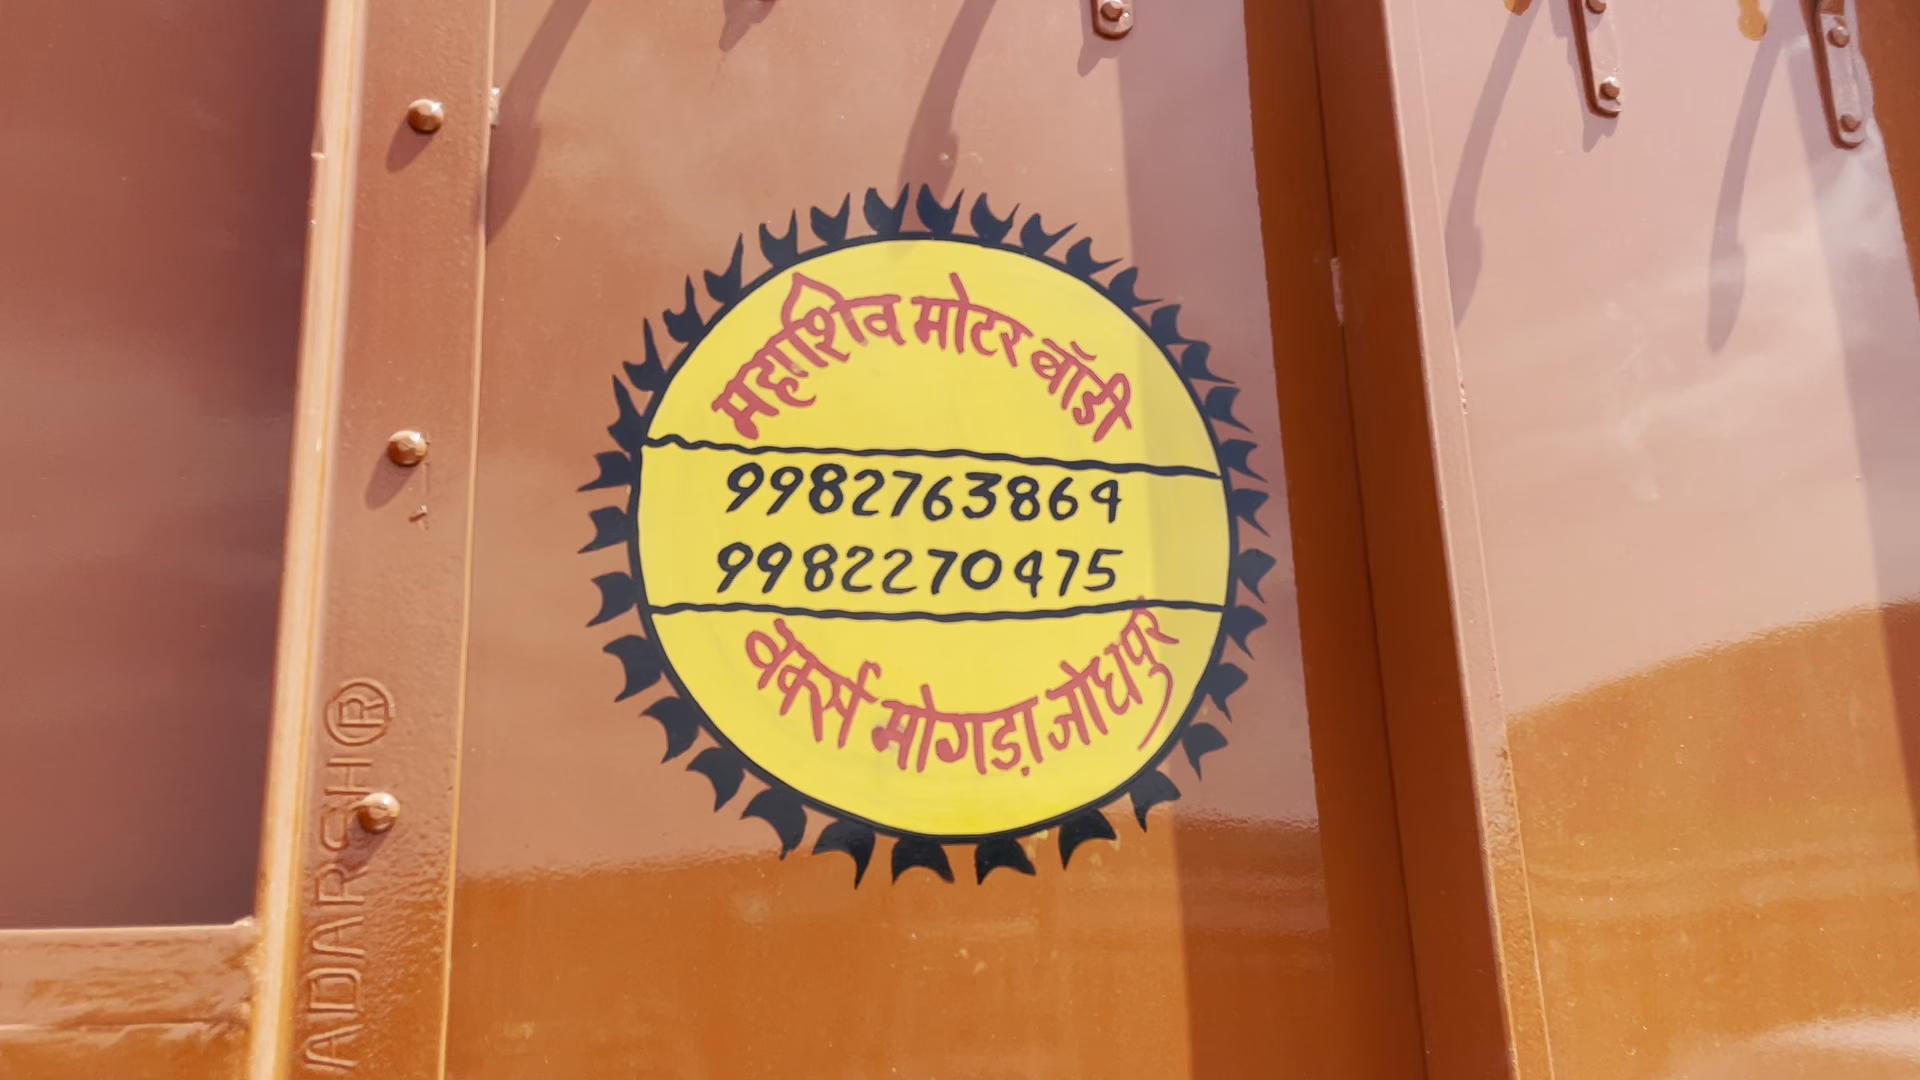 महाशिव मोटर बॉडी
9982763864
9982270475
वर्क्स मोगड़ा जोधपुर
ADARSH®